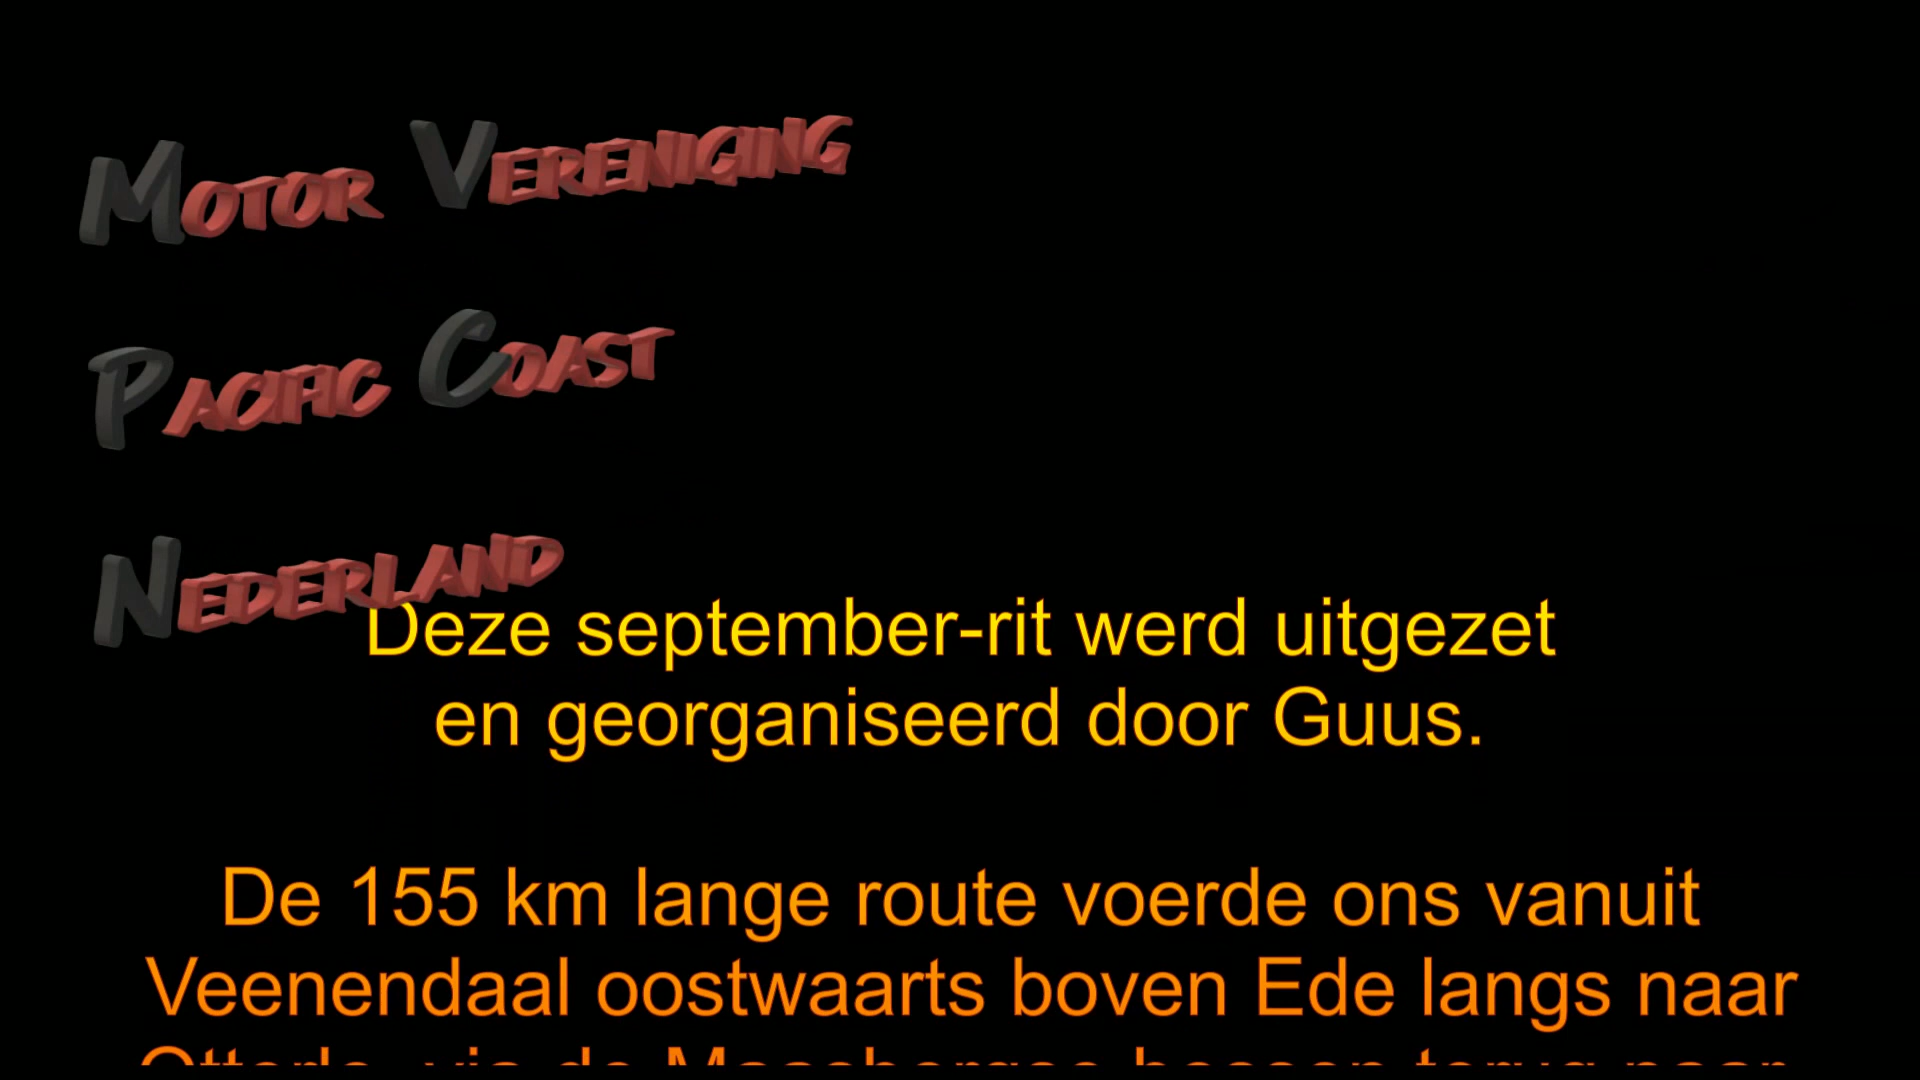 Motor Vereniging
Pacific Coast
Nederland
Deze september-rit werd uitgezet
en georganiseerd door Guus.
De 155 km lange route voerde ons vanuit
Veenendaal oostwaarts boven Ede langs naar